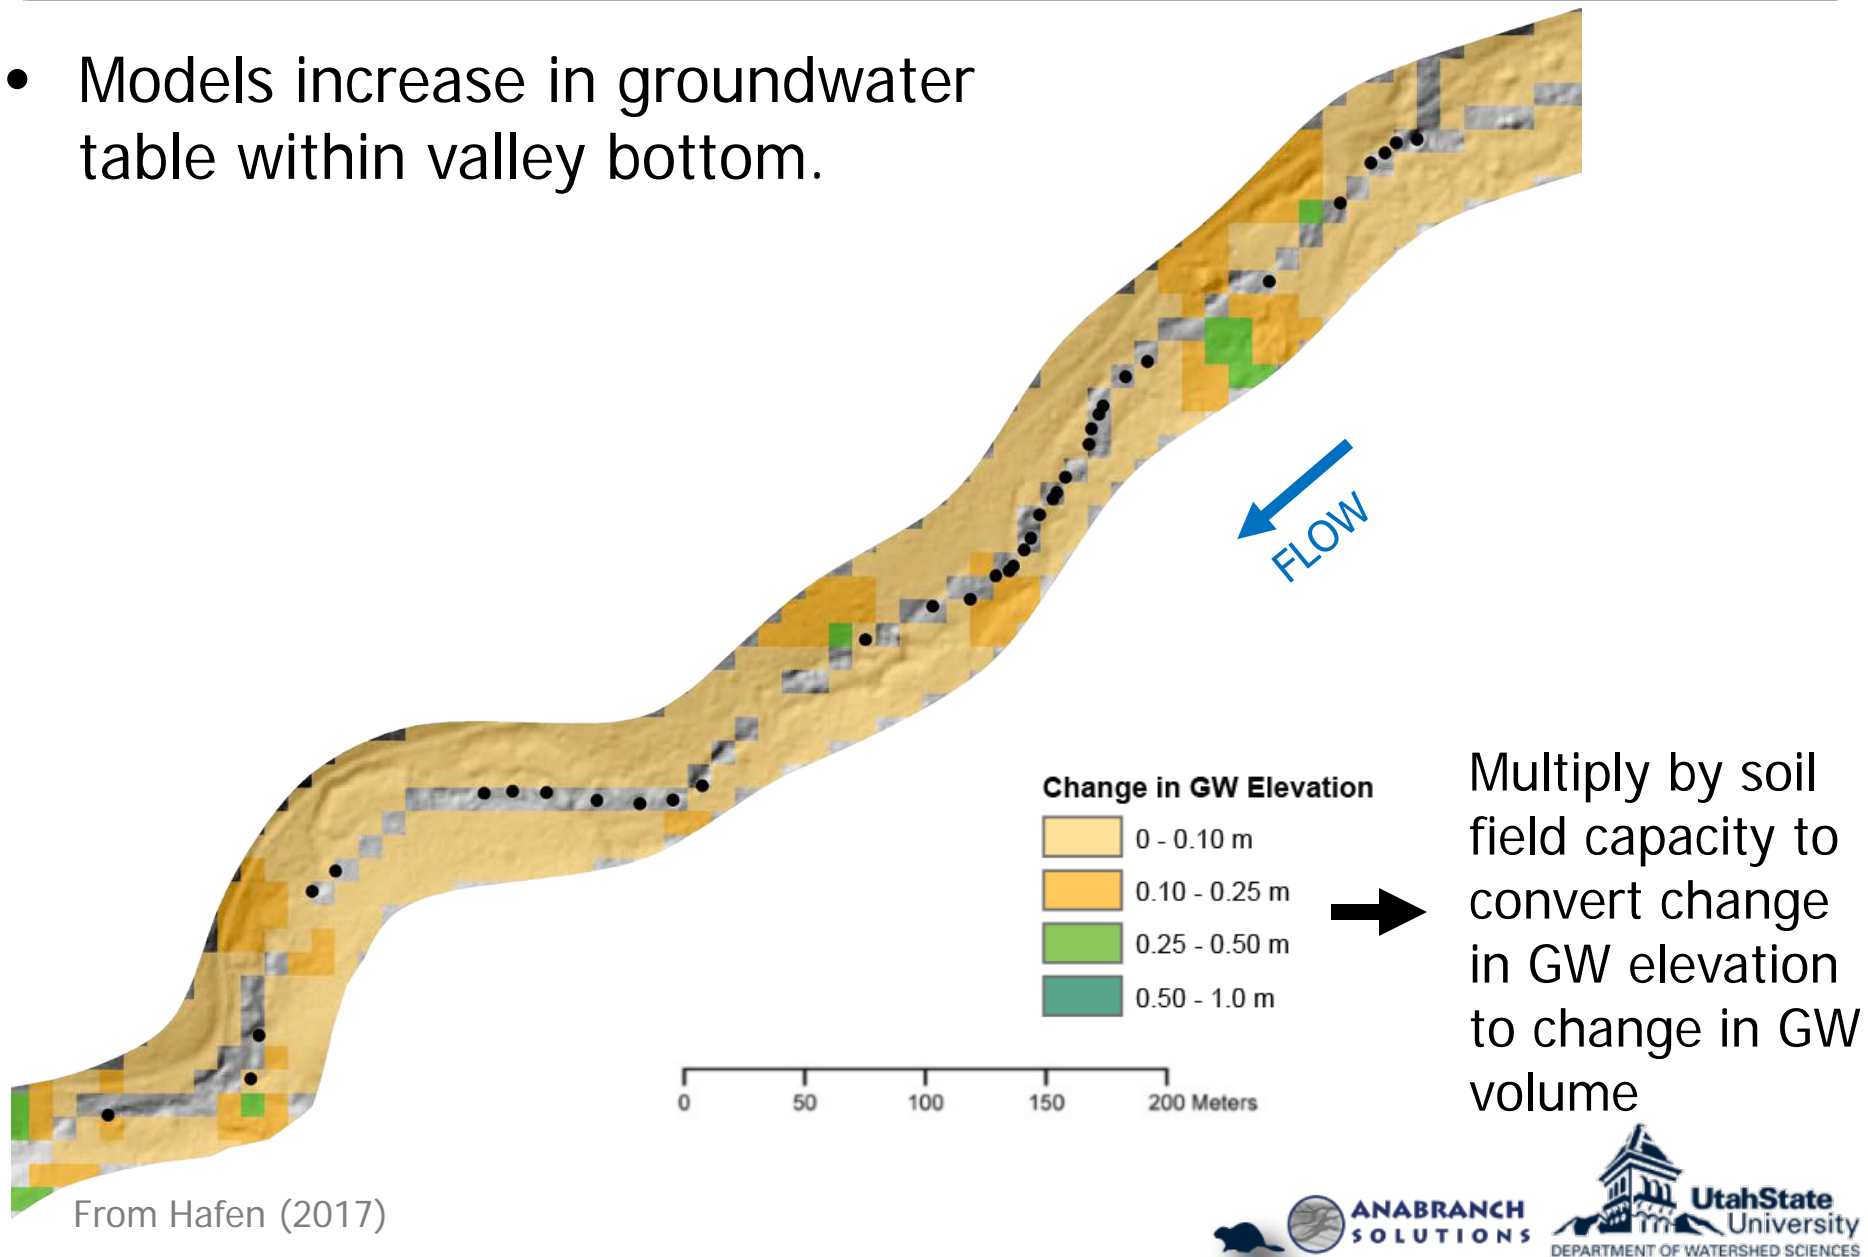 • Models increase in groundwater
table within valley bottom.
FLOW
Change in GW Elevation
0 - 0.10 m
0.10 - 0.25 m
0.25 - 0.50 m
0.50 - 1.0 m
Multiply by soil
field capacity to
convert change
in GW elevation
to change in GW
volume
0 50 100 150 200 Meters
From Hafen (2017)
ANABRANCH
SOLUTIONS
UtahState
University
DEPARTMENT OF WATERSHED SCIENCES